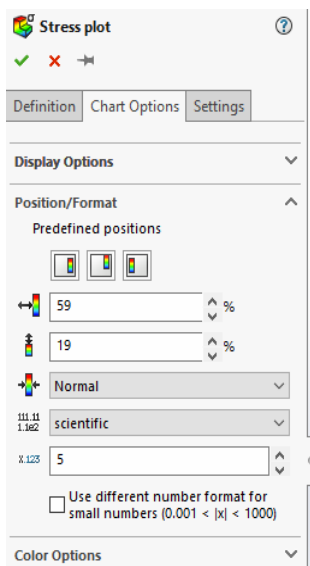 Stress plot
Definition
Chart Options
Settings
Display Options
Position/Format
Predefined positions
59
%
19
%
Normal
111.11
1.1e2
scientific
X.123
5
Use different number format for
small numbers (0.001 < |x| < 1000)
Color Options